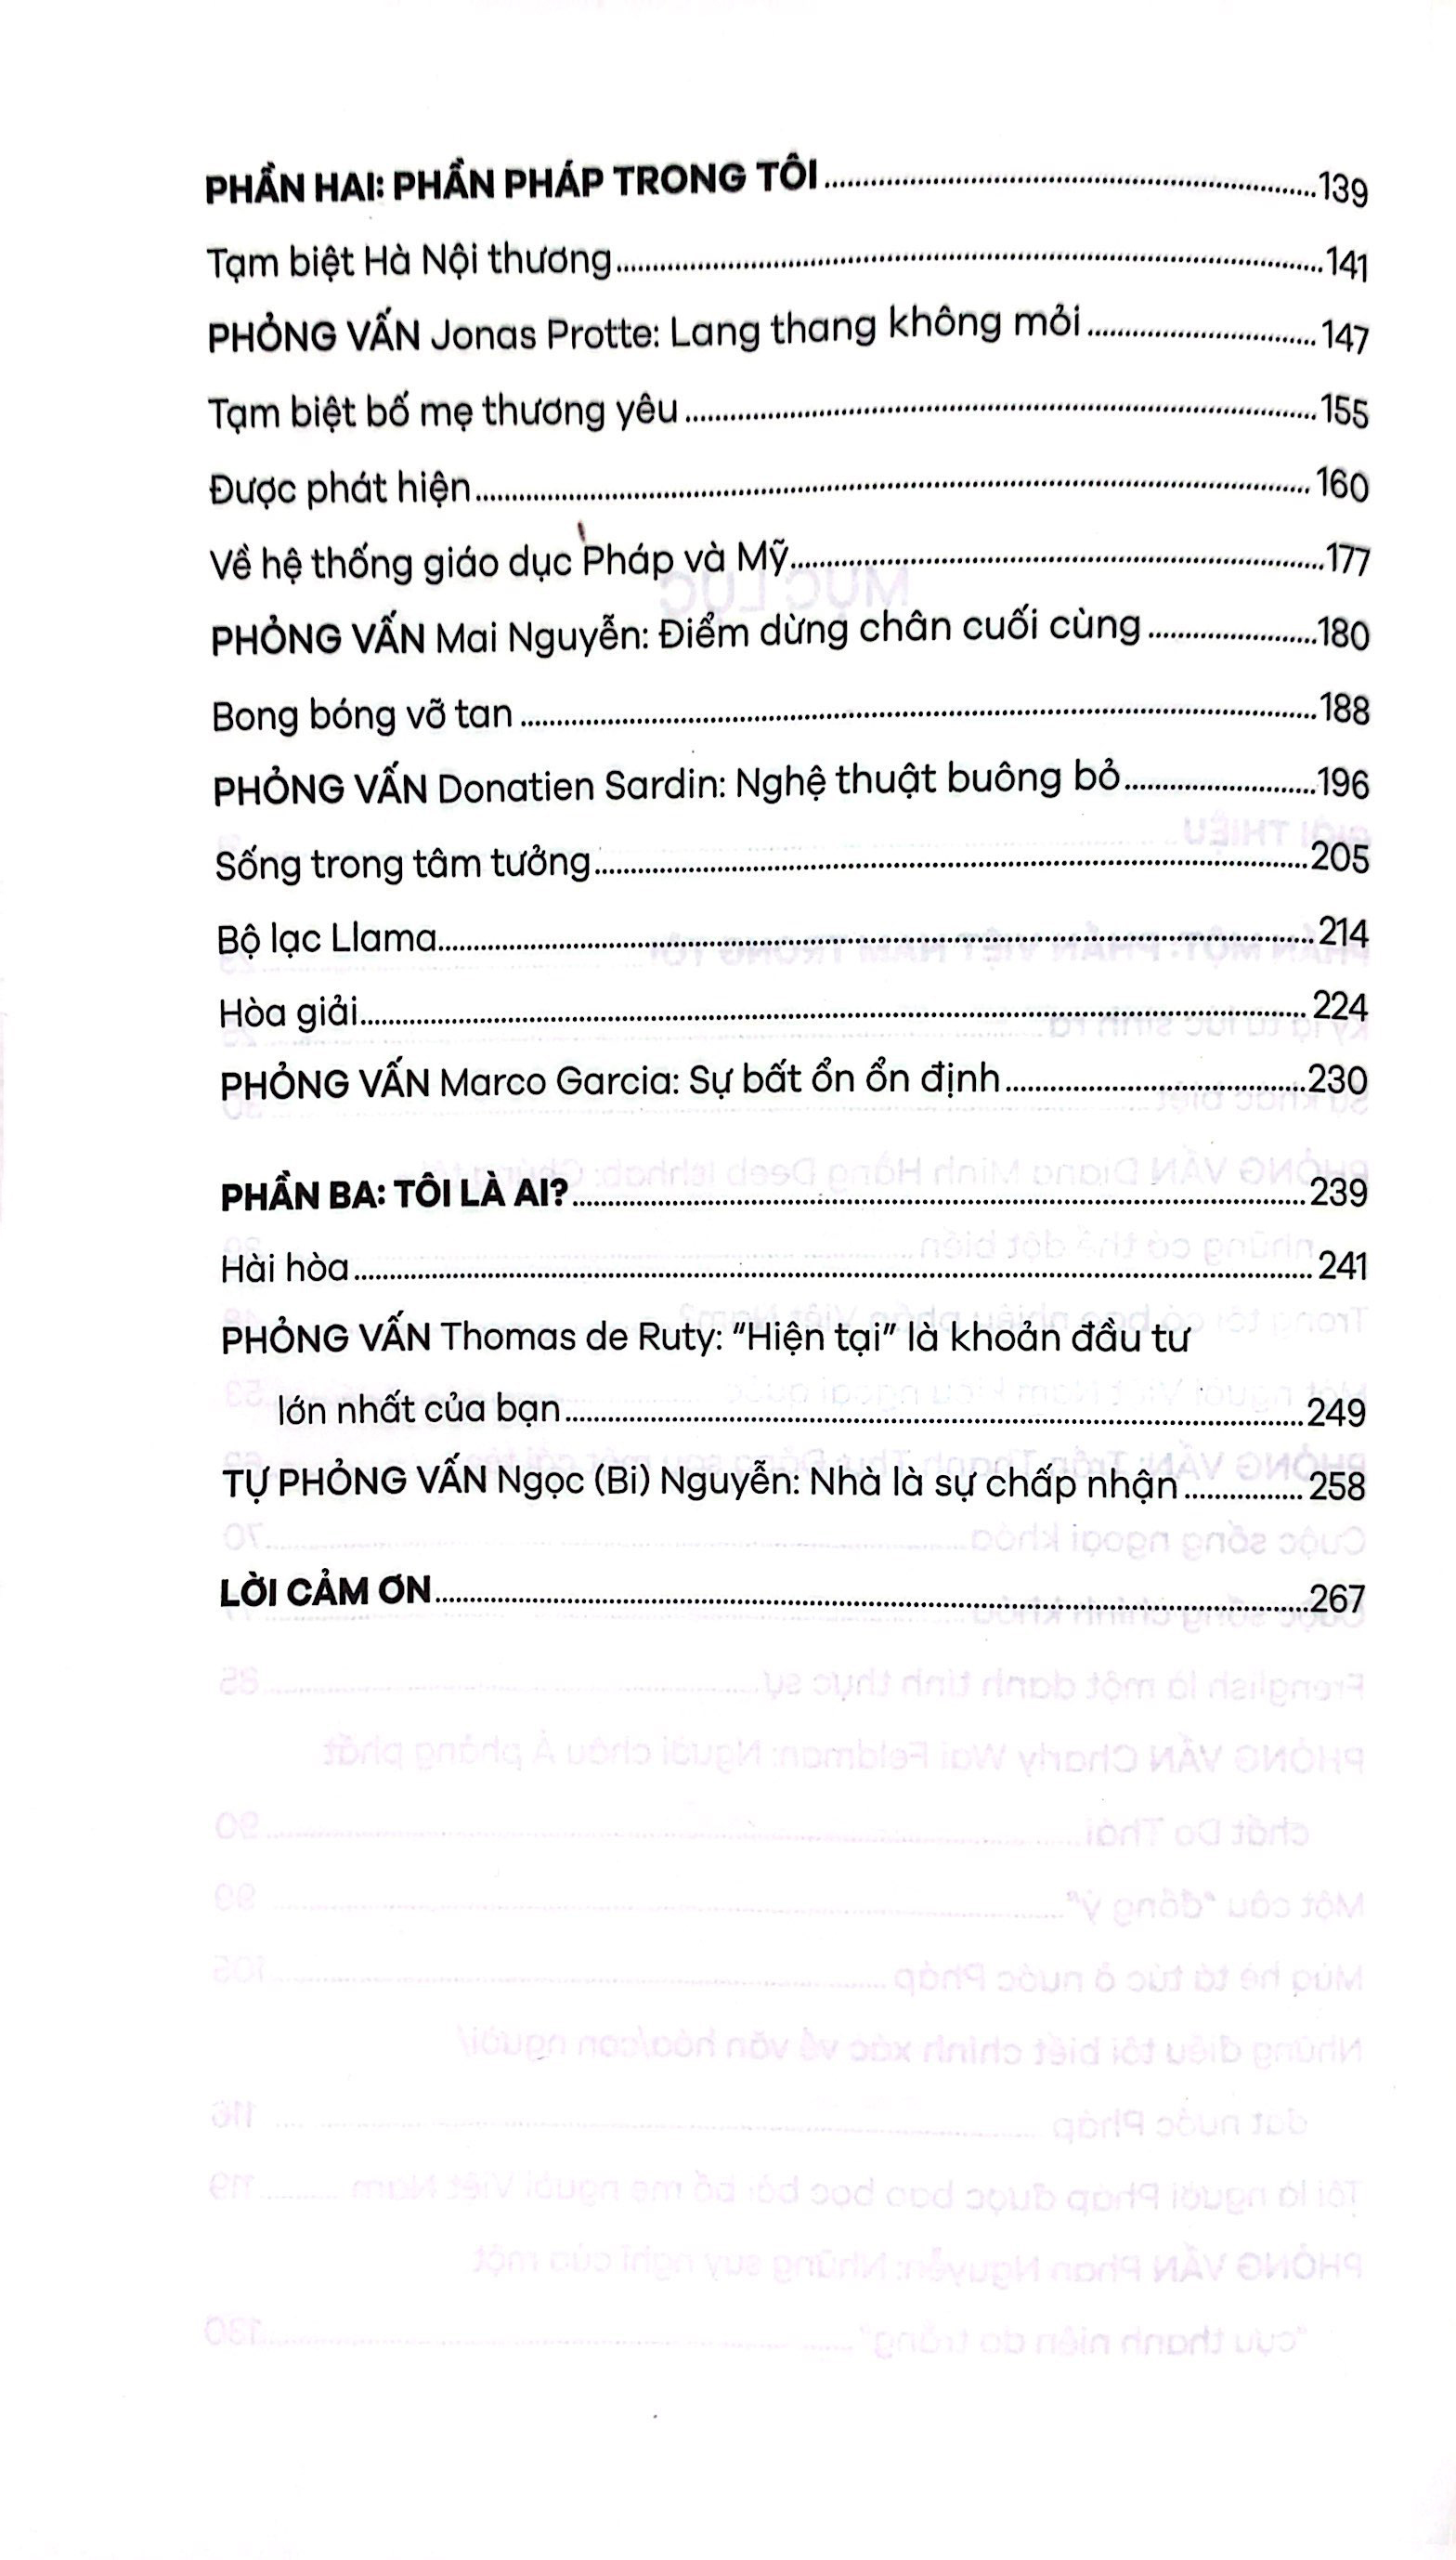 PHẦN HAI: PHẦN PHÁP TRONG TÔI....................139
Tạm biệt Hà Nội thương....................141
PHỎNG VẤN Jonas Protte: Lang thang không mỏi....................147
Tạm biệt bố mẹ thương yêu....................155
Được phát hiện....................160
Về hệ thống giáo dục Pháp và Mỹ....................177
PHỎNG VẤN Mai Nguyễn: Điểm dừng chân cuối cùng....................180
Bong bóng vỡ tan....................188
PHỎNG VẤN Donatien Sardin: Nghệ thuật buông bỏ....................196
Sống trong tâm tưởng....................205
Bộ lạc Llama....................214
Hòa giải....................224
PHỎNG VẤN Marco Garcia: Sự bất ổn ổn định....................230
PHẦN BA: TÔI LÀ AI?....................239
Hài hòa....................241
PHỎNG VẤN Thomas de Ruty: "Hiện tại" là khoản đầu tư
lớn nhất của bạn....................249
TỰ PHỎNG VẤN Ngọc (Bi) Nguyễn: Nhà là sự chấp nhận....................258
LỜI CẢM ƠN....................267